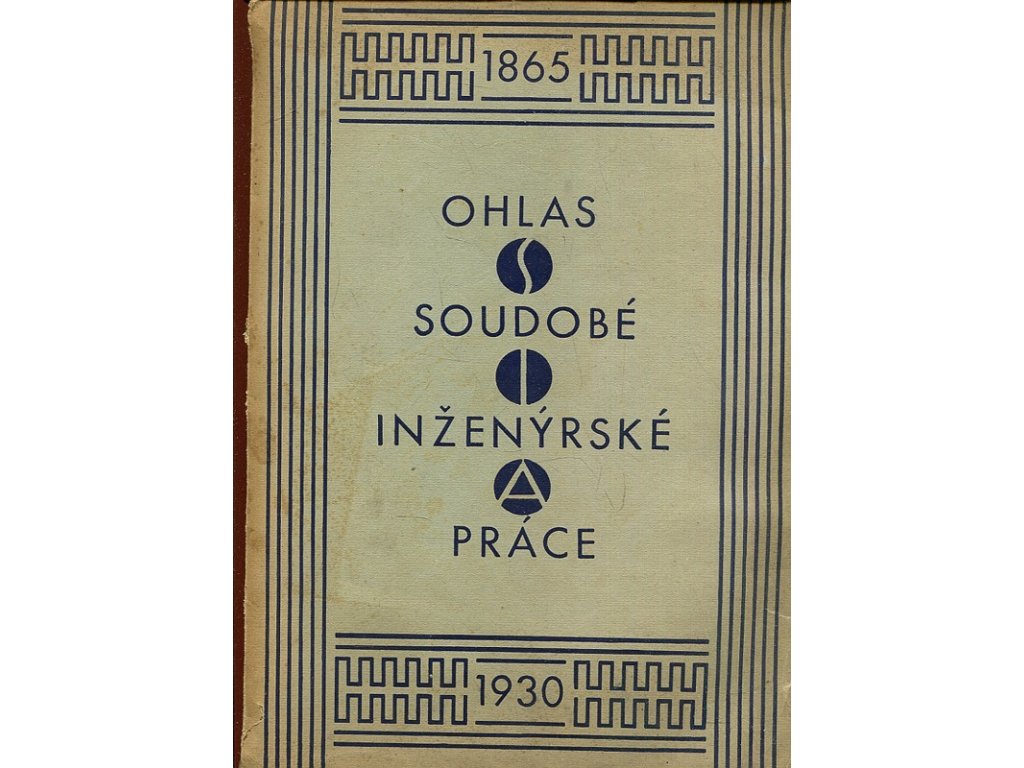 1865
OHLAS
S
SOUDOBÉ
I
INŽENÝRSKÉ
A
PRÁCE
1930